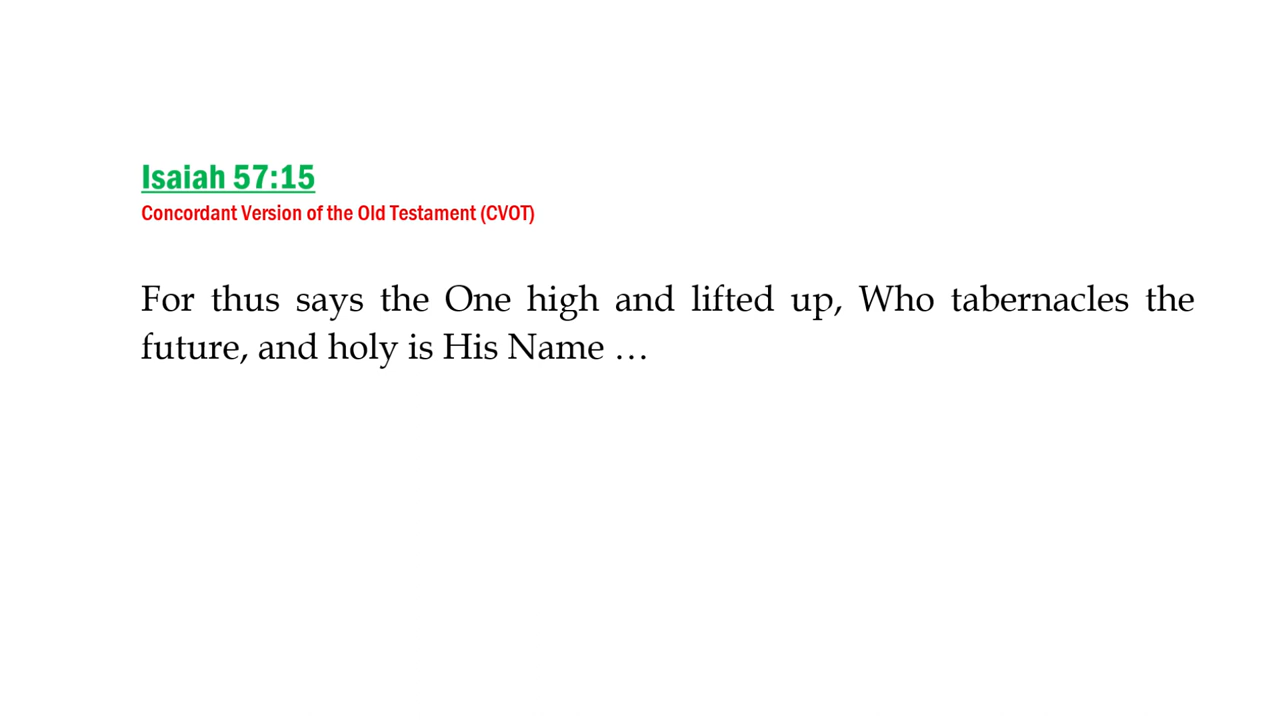 Isaiah 57:15
Concordant Version of the Old Testament (CVOT)
For thus says the One high and lifted up, Who tabernacles the
future, and holy is His Name …